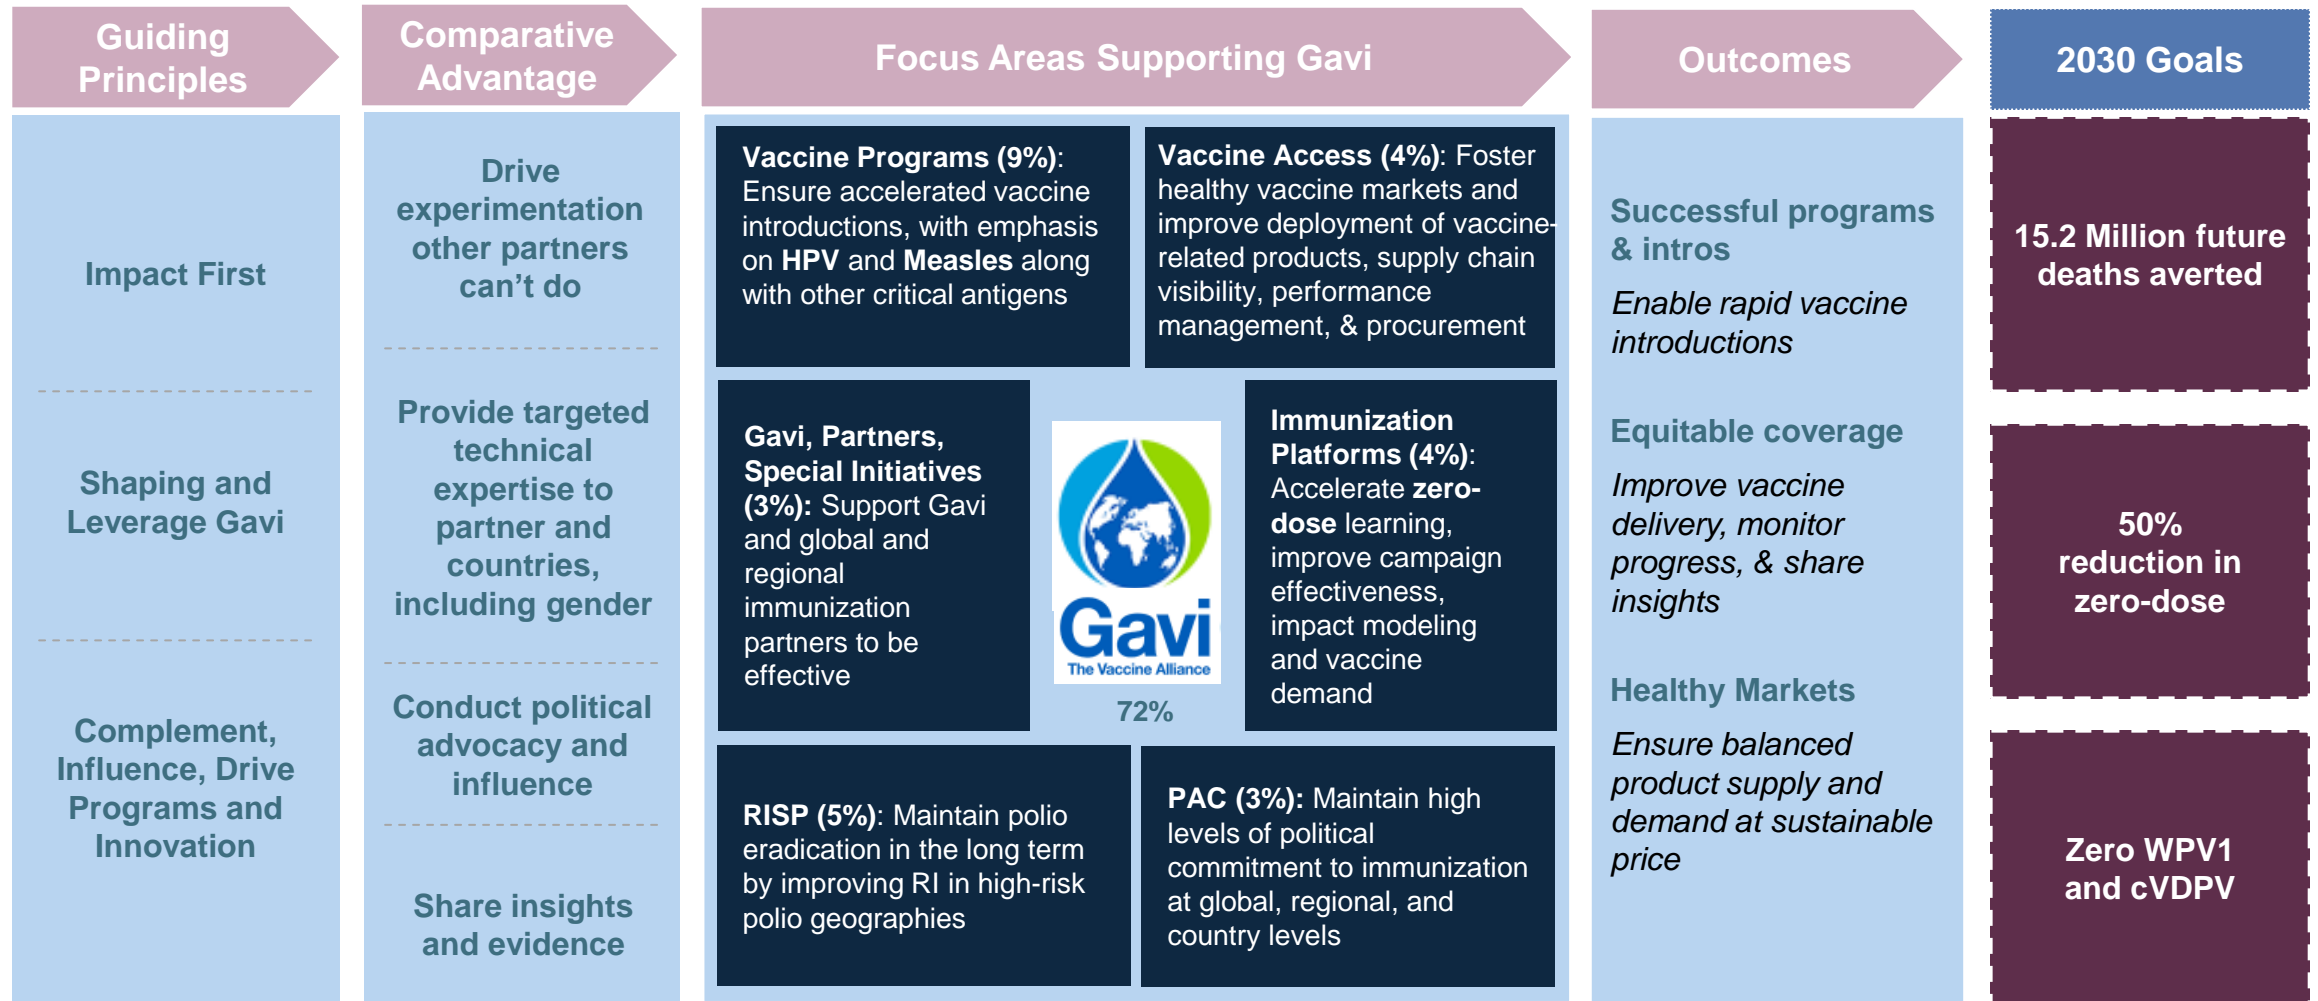 Guiding
Principles
Comparative
Advantage
Focus Areas Supporting Gavi
Outcomes
2030 Goals
Impact First
Shaping and
Leverage Gavi
Complement,
Influence, Drive
Programs and
Innovation
Drive
experimentation
other partners
can’t do
Provide targeted
technical
expertise to
partner and
countries,
including gender
Conduct political
advocacy and
influence
Share insights
and evidence
Vaccine Programs (9%):
Ensure accelerated vaccine
introductions, with emphasis
on HPV and Measles along
with other critical antigens
Vaccine Access (4%): Foster
healthy vaccine markets and
improve deployment of vaccine-
related products, supply chain
visibility, performance
management, & procurement
Gavi, Partners,
Special Initiatives
(3%): Support Gavi
and global and
regional
immunization
partners to be
effective
Gavi
The Vaccine Alliance
72%
Immunization
Platforms (4%):
Accelerate zero-
dose learning,
improve campaign
effectiveness,
impact modeling
and vaccine
demand
RISP (5%): Maintain polio
eradication in the long term
by improving RI in high-risk
polio geographies
PAC (3%): Maintain high
levels of political
commitment to immunization
at global, regional, and
country levels
Successful programs
& intros
Enable rapid vaccine
introductions
Equitable coverage
Improve vaccine
delivery, monitor
progress, & share
insights
Healthy Markets
Ensure balanced
product supply and
demand at sustainable
price
15.2 Million future
deaths averted
50%
reduction in
zero-dose
Zero WPV1
and cVDPV